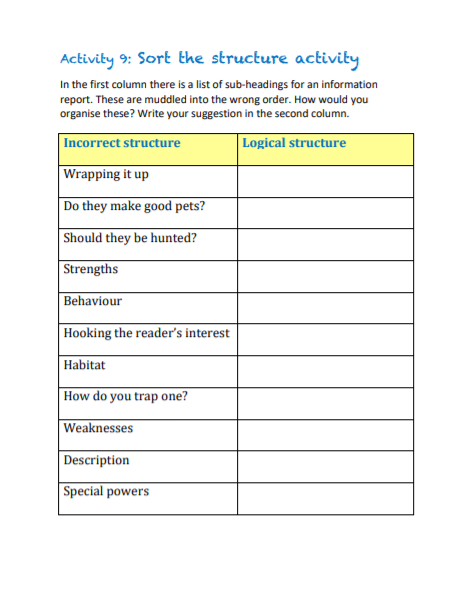 Activity 9: Sort the structure activity
In the first column there is a list of sub-headings for an information
report. These are muddled into the wrong order. How would you
organise these? Write your suggestion in the second column.
Incorrect structure Logical structure
Wrapping it up
Do they make good pets?
Should they be hunted?
Strengths
Behaviour
Hooking the reader's interest
Habitat
How do you trap one?
Weaknesses
Description
Special powers